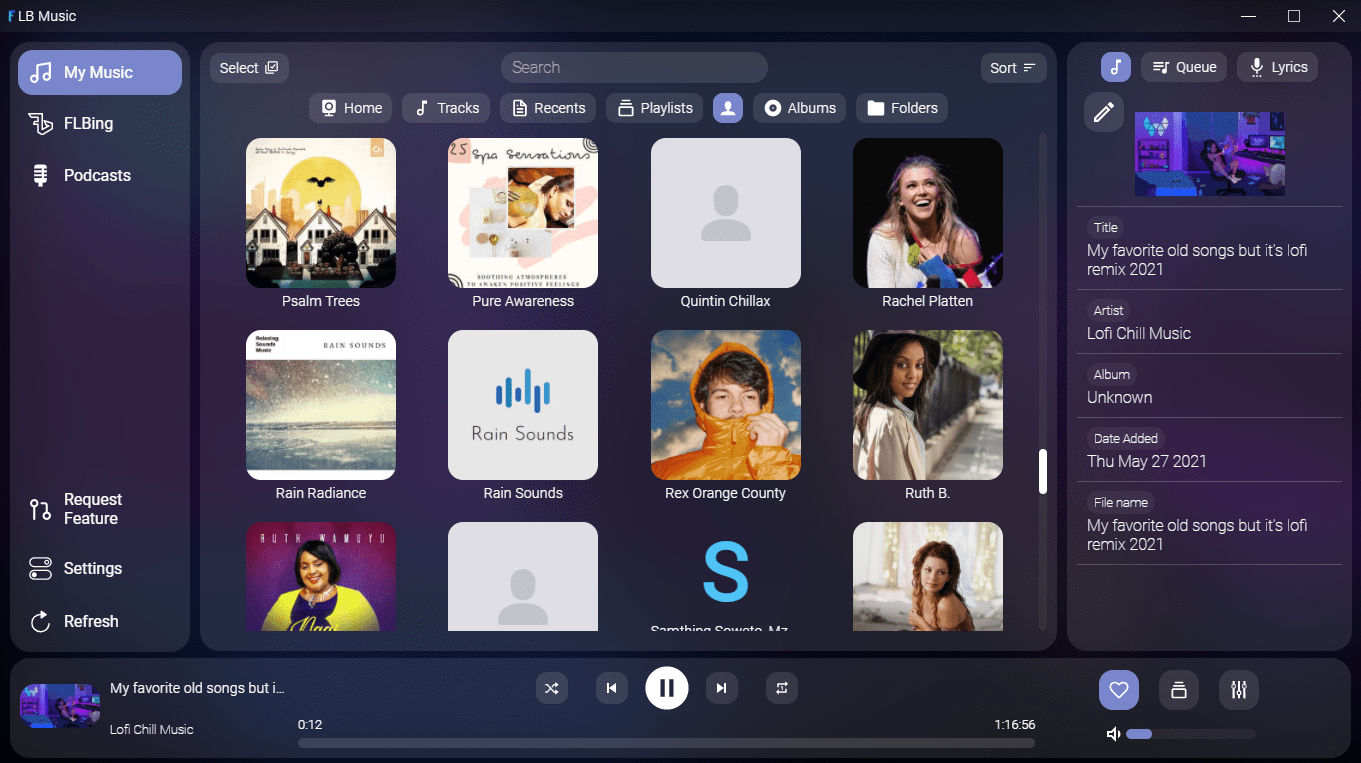 LB Music
My Music
FLBing
Podcasts
Request
Feature
Settings
Refresh
Select
Search
Sort
Home
Tracks
Recents
Playlists
Albums
Folders
Psalm Trees
25 Spa Sensations
SOOTHING ATMOSPHERES
TO AWAKEN POSITIVE FEELINGS
Pure Awareness
Quintin Chillax
Rachel Platten
Relaxing
Sounds
Music
RAIN SOUNDS
Rain Radiance
Rain Sounds
Rain Sounds
Rex Orange County
Ruth B.
RUTH WAMUYU
S
Samthing Soweto, Mz
Queue
Lyrics
Title
My favorite old songs but it's lofi
remix 2021
Artist
Lofi Chill Music
Album
Unknown
Date Added
Thu May 27 2021
File name
My favorite old songs but it's lofi
remix 2021
My favorite old songs but i...
Lofi Chill Music
0:12
1:16:56